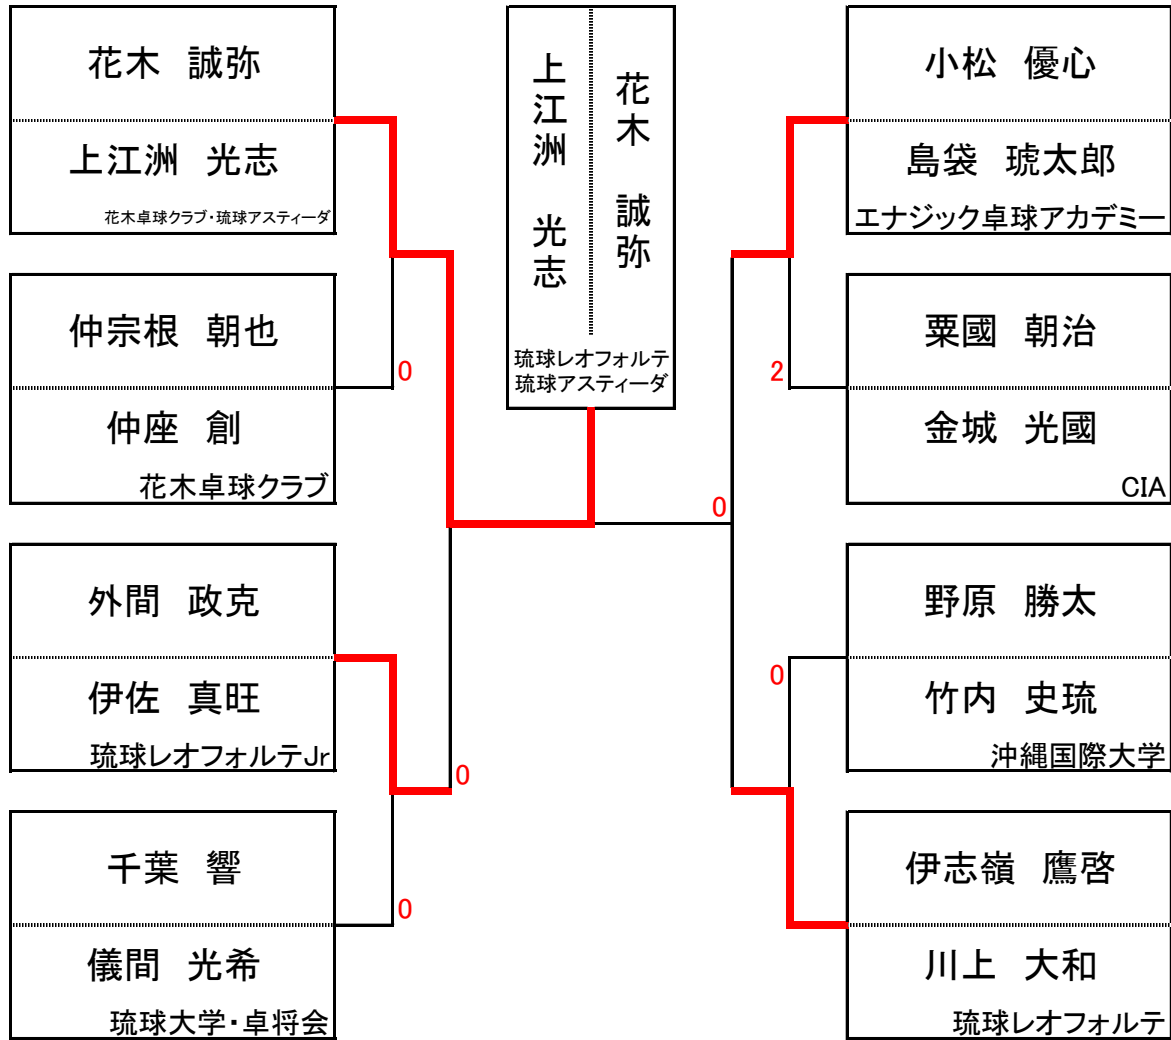 花木 誠弥
上江洲 光志
花木卓球クラブ・琉球アスティーダ
仲宗根 朝也
0
仲座 創
花木卓球クラブ
外間 政克
伊佐 真旺
琉球レオフォルテJr
0
千葉 響
0
儀間 光希
琉球大学・卓将会
花木 誠弥
上江洲 光志
琉球レオフォルテ
琉球アスティーダ
0
小松 優心
島袋 琥太郎
エナジック卓球アカデミー
粟國 朝治
2
金城 光國
CIA
野原 勝太
0
竹内 史琉
沖縄国際大学
伊志嶺 鷹啓
川上 大和
琉球レオフォルテ